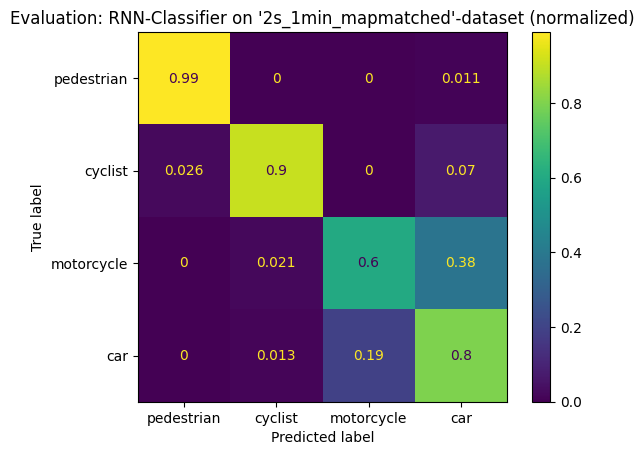 Evaluation: RNN-Classifier on '2s_1min_mapmatched'-dataset (normalized)
pedestrian 0.99 0 0 0.011
0.8
cyclist 0.026 0.9 0 0.07
0.6
True label
motorcycle 0 0.021 0.6 0.38
0.4
0.2
car 0 0.013 0.19 0.8
0.0
pedestrian cyclist motorcycle car
Predicted label